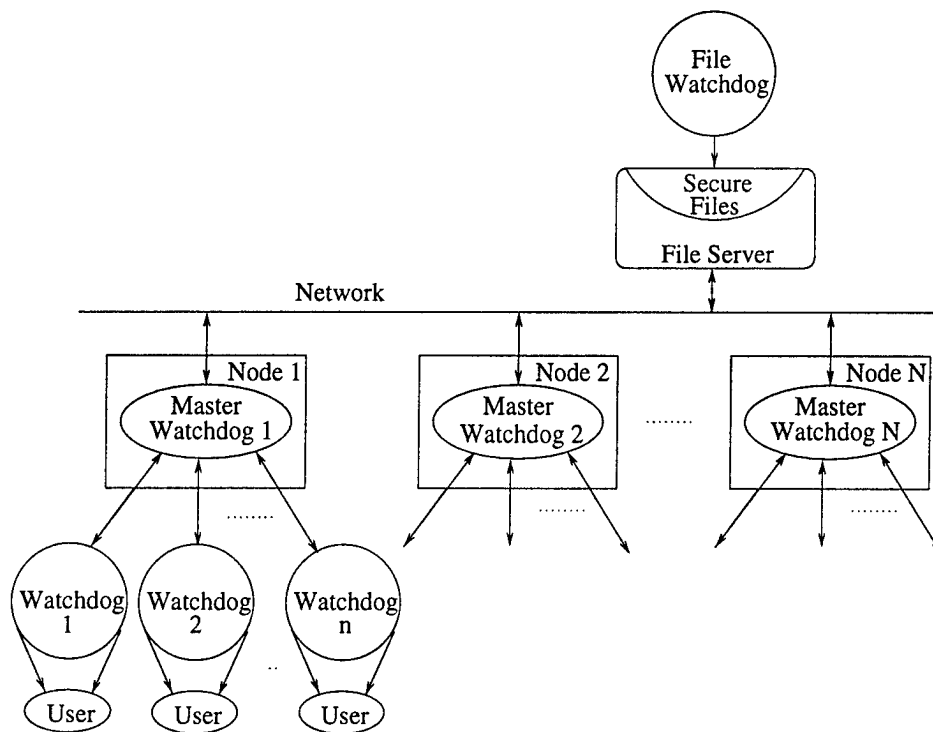 File
Watchdog
Secure
Files
File Server
Network
Node 1
Master
Watchdog 1
Node 2
Master
Watchdog 2
........
Node N
Master
Watchdog N
........
........
........
Watchdog
1
Watchdog
2
Watchdog
n
..
User
User
User